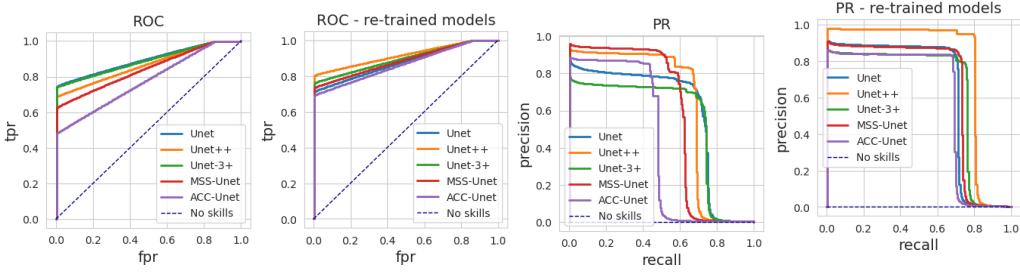 ROC
tpr
1.0
0.8
0.6
0.4
0.2
0.0
Unet
Unet++
Unet-3+
MSS-Unet
ACC-Unet
No skills
0.0 0.2 0.4 0.6 0.8 1.0
fpr
ROC - re-trained models
tpr
1.0
0.8
0.6
0.4
0.2
0.0
Unet
Unet++
Unet-3+
MSS-Unet
ACC-Unet
No skills
0.0 0.2 0.4 0.6 0.8 1.0
fpr
PR
precision
1.0
0.8
0.6
0.4
0.2
0.0
Unet
Unet++
Unet-3+
MSS-Unet
ACC-Unet
No skills
0.0 0.2 0.4 0.6 0.8 1.0
recall
PR - re-trained models
precision
1.0
0.8
0.6
0.4
0.2
0.0
Unet
Unet++
Unet-3+
MSS-Unet
ACC-Unet
No skills
0.0 0.2 0.4 0.6 0.8 1.0
recall